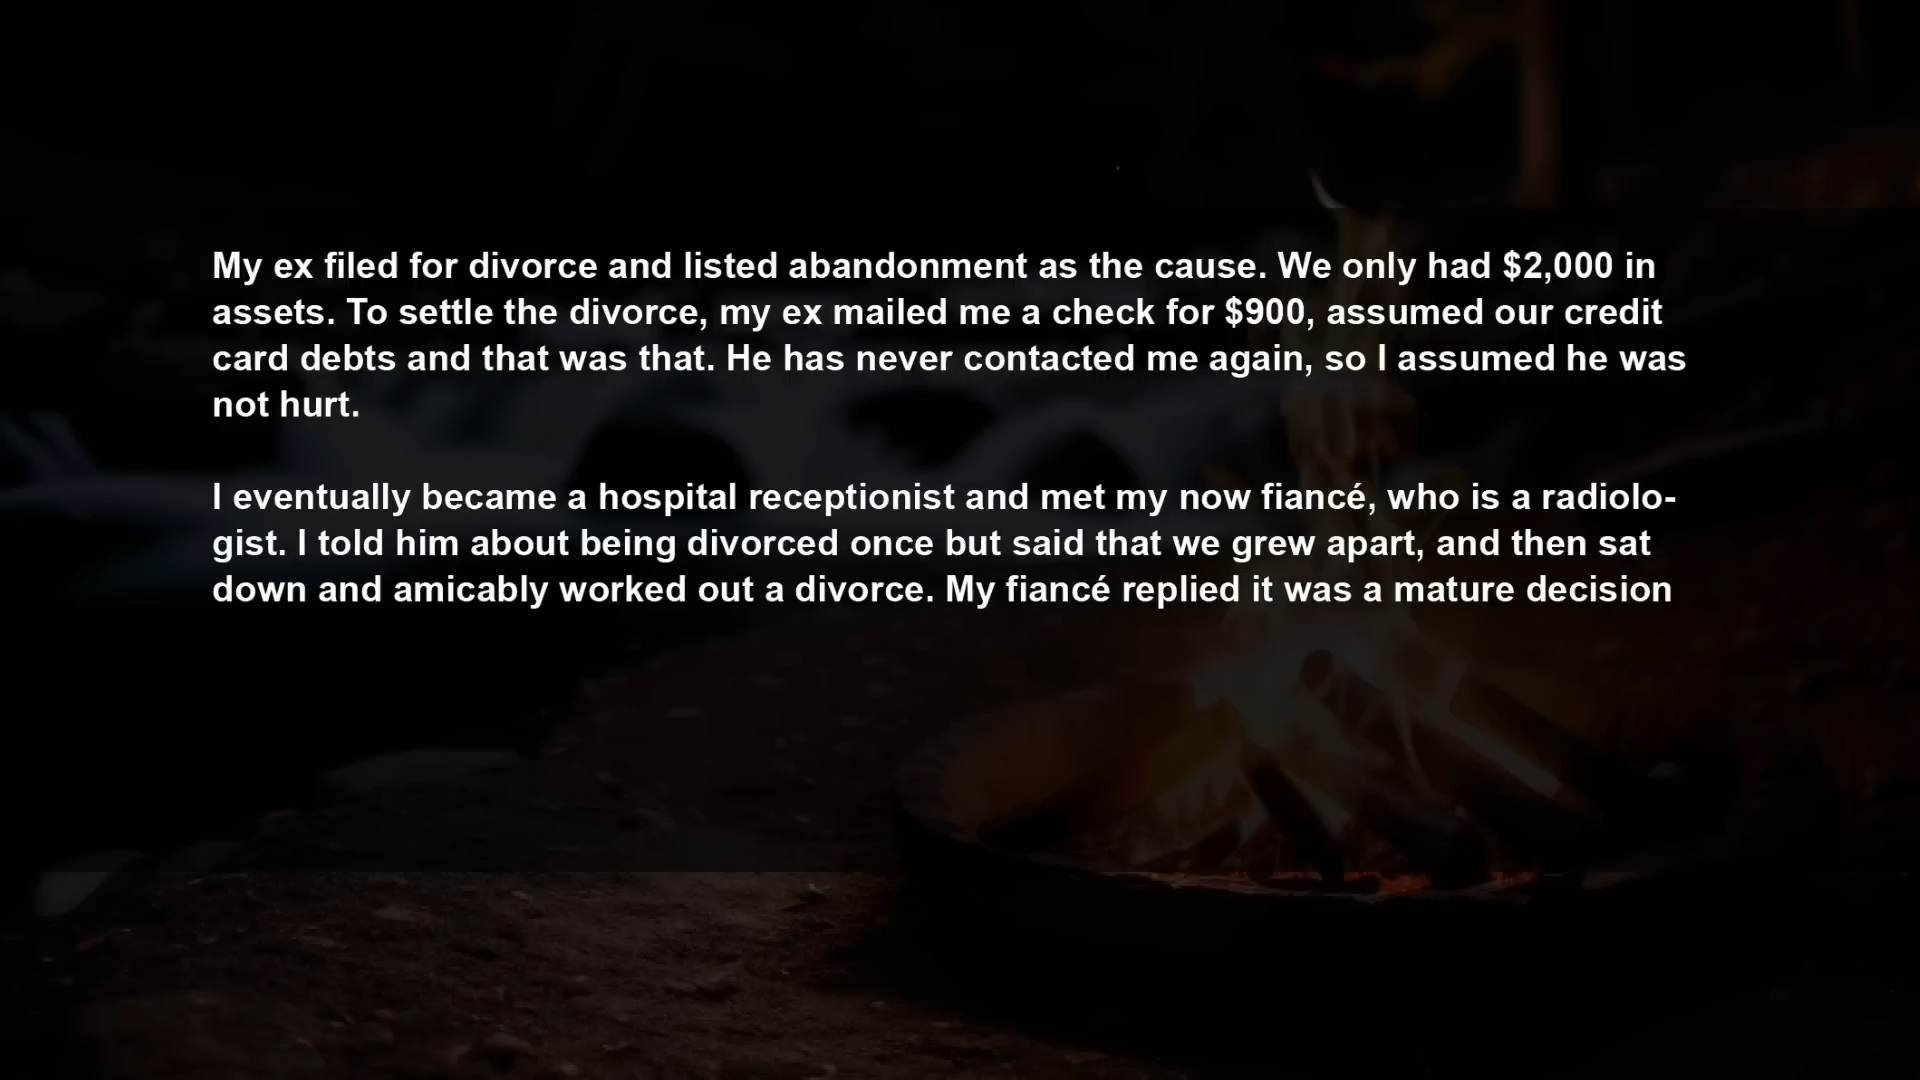 My ex filed for divorce and listed abandonment as the cause. We only had $2,000 in
assets. To settle the divorce, my ex mailed me a check for $900, assumed our credit
card debts and that was that. He has never contacted me again, so I assumed he was
not hurt.
I eventually became a hospital receptionist and met my now fiancé, who is a radiolo-
gist. I told him about being divorced once but said that we grew apart, and then sat
down and amicably worked out a divorce. My fiancé replied it was a mature decision